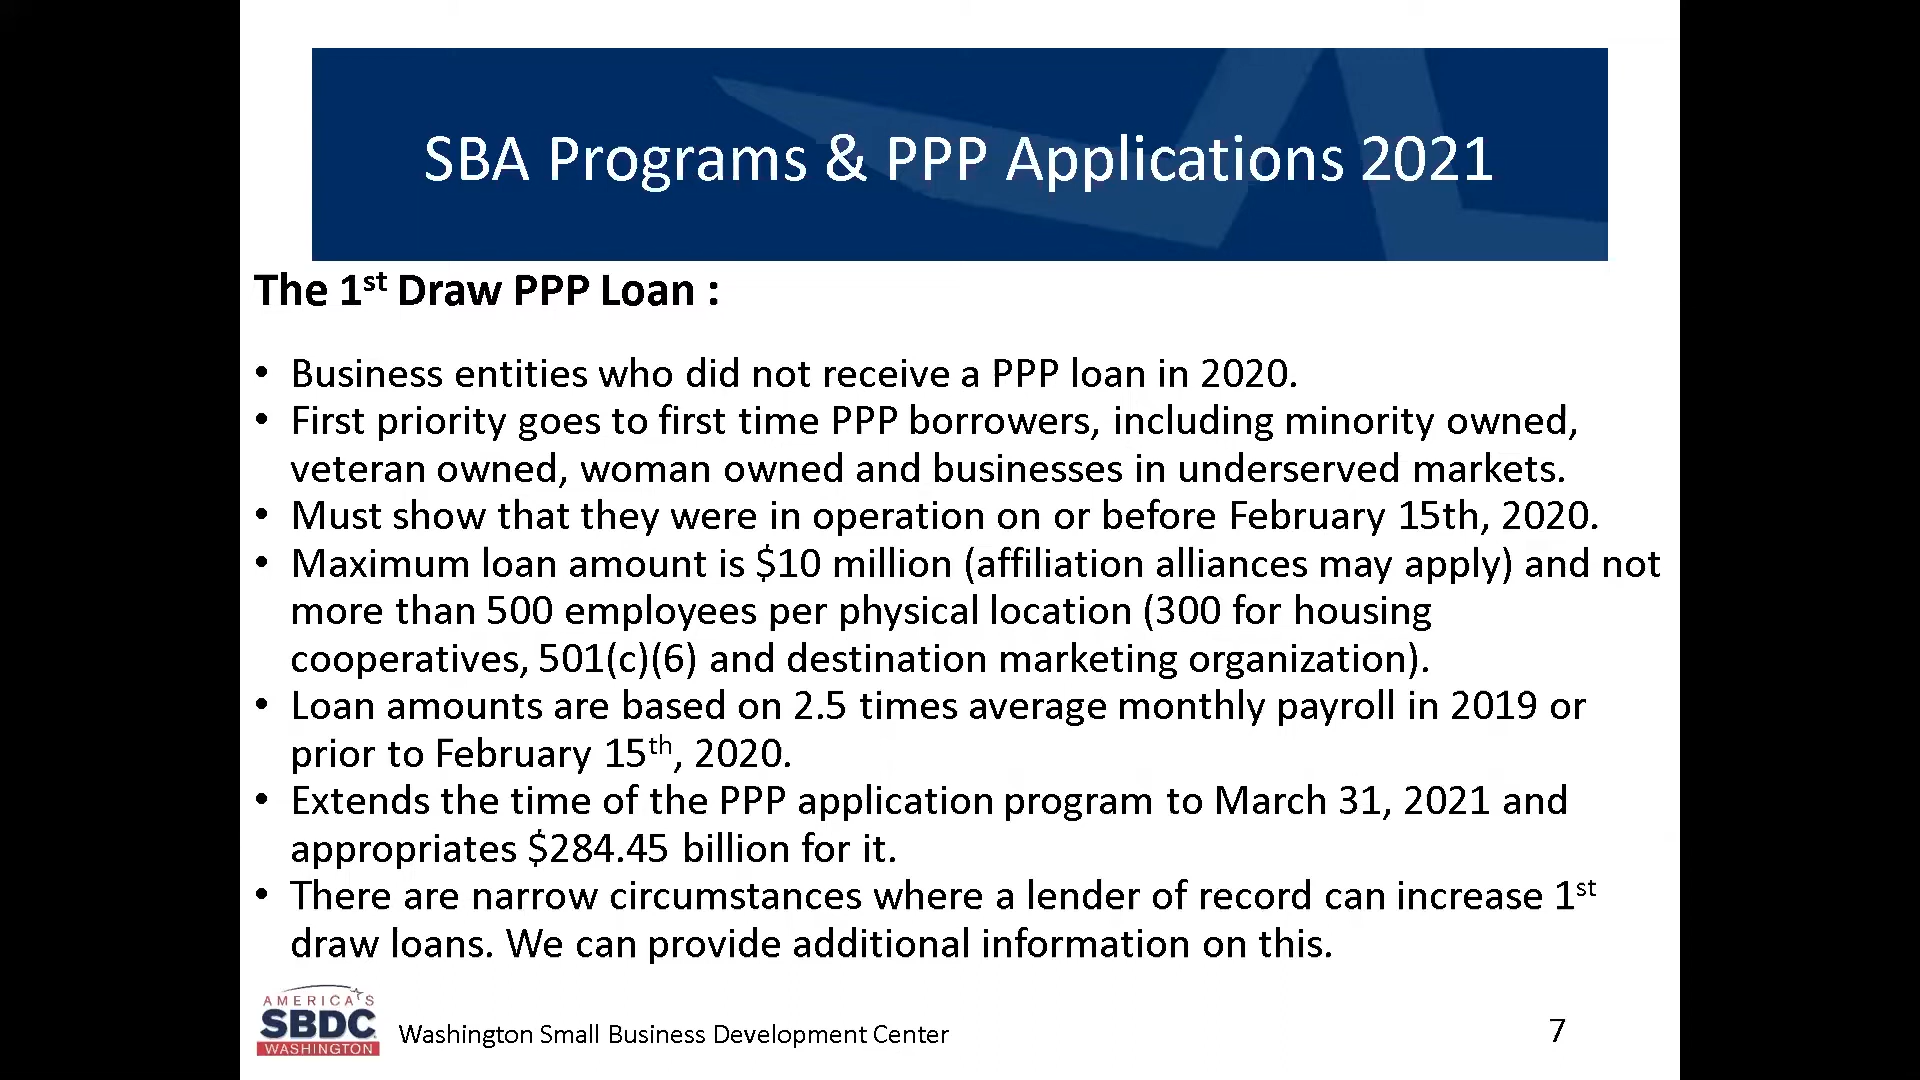 SBA Programs & PPP Applications 2021
The 1st Draw PPP Loan :
• Business entities who did not receive a PPP loan in 2020.
• First priority goes to first time PPP borrowers, including minority owned,
veteran owned, woman owned and businesses in underserved markets.
• Must show that they were in operation on or before February 15th, 2020.
• Maximum loan amount is $10 million (affiliation alliances may apply) and not
more than 500 employees per physical location (300 for housing
cooperatives, 501(c)(6) and destination marketing organization).
• Loan amounts are based on 2.5 times average monthly payroll in 2019 or
prior to February 15th, 2020.
• Extends the time of the PPP application program to March 31, 2021 and
appropriates $284.45 billion for it.
• There are narrow circumstances where a lender of record can increase 1st
draw loans. We can provide additional information on this.
AMERICA'S
SBDC
WASHINGTON
Washington Small Business Development Center
7